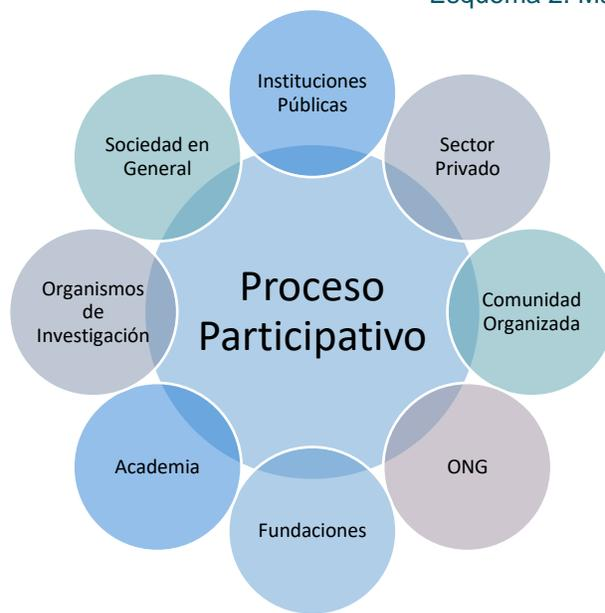 Esquema 2.
Instituciones
Públicas
Sociedad en
General
Sector
Privado
Organismos
de
Investigación
Proceso
Participativo
Comunidad
Organizada
Academia
ONG
Fundaciones